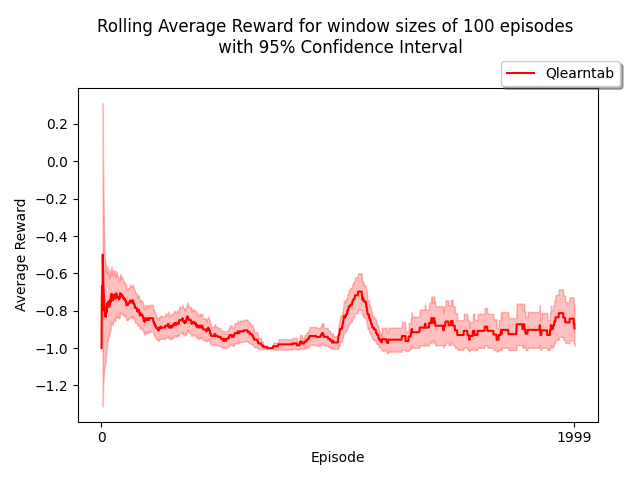 Rolling Average Reward for window sizes of 100 episodes
with 95% Confidence Interval
Qlearntab
Average Reward
0.2
0.0
−0.2
−0.4
−0.6
−0.8
−1.0
−1.2
0
1999
Episode